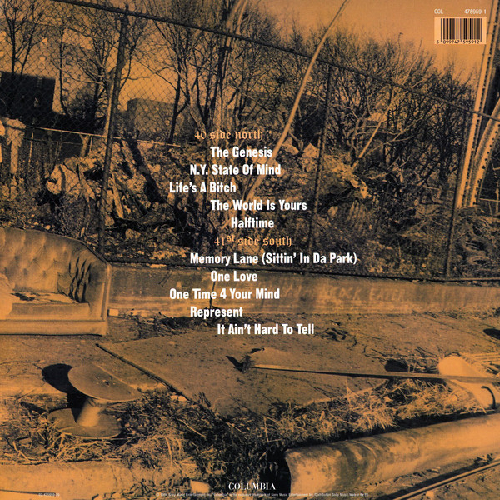 COL
40 side north
The Genesis
N.Y. State Of Mind
Life's A Bitch
The World Is Yours
Halftime
41st side south
Memory Lane (Sittin' In Da Park)
One Love
One Time 4 Your Mind
Represent
It Ain't Hard To Tell
COLUMBIA